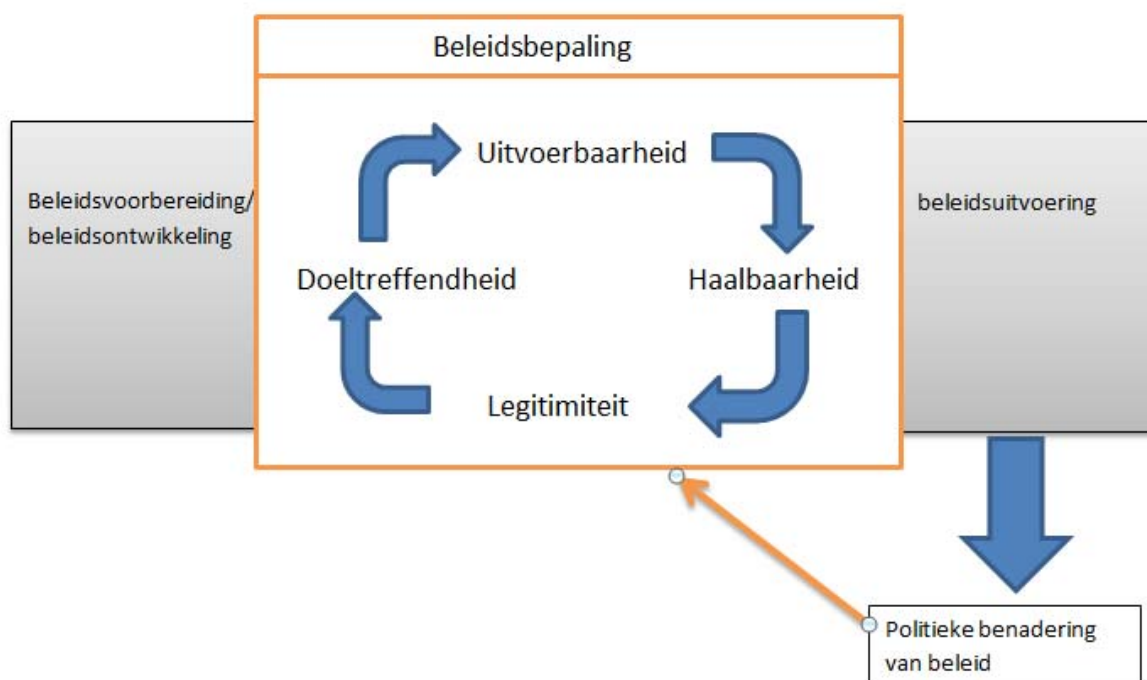 Beleidsbepaling
Beleidsvoorbereiding/
beleidsontwikkeling
Uitvoerbaarheid
Doeltreffendheid
Haalbaarheid
Legitimiteit
beleidsuitvoering
Politieke benadering
van beleid